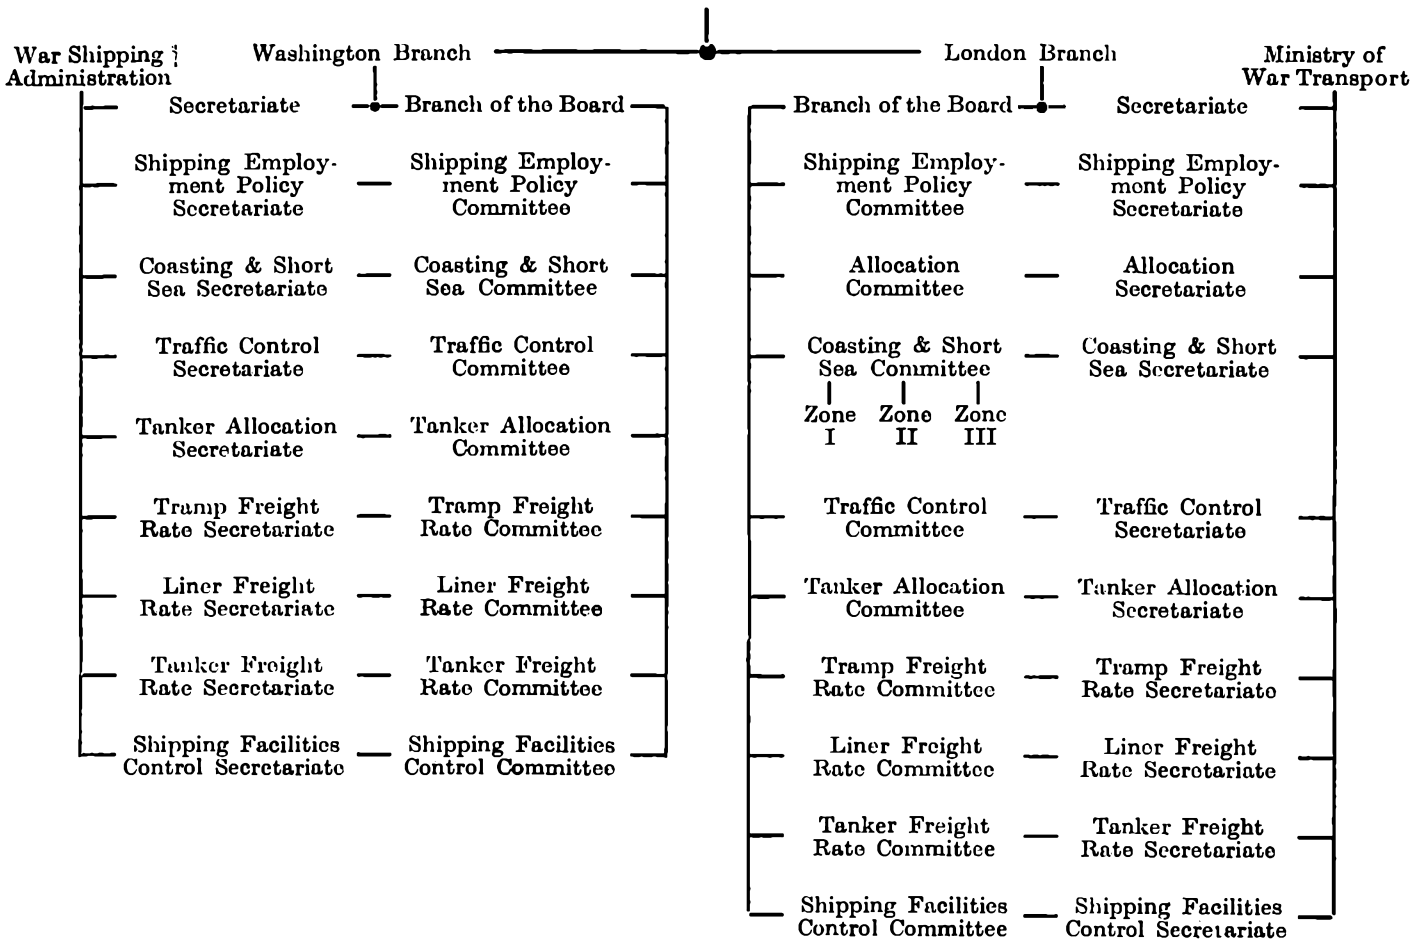 War Shipping
Administration
Washington Branch
London Branch
Ministry of
War Transport
Secretariate
Branch of the Board
Branch of the Board
Secretariate
Shipping Employ-
ment Policy
Secretariate
Shipping Employ-
ment Policy
Committee
Shipping Employ-
ment Policy
Committee
Shipping Employ-
ment Policy
Secretariate
Coasting & Short
Sea Secretariate
Coasting & Short
Sea Committee
Allocation
Committee
Allocation
Secretariate
Traffic Control
Secretariate
Traffic Control
Committee
Coasting & Short
Sea Committee
Coasting & Short
Sea Secretariate
Zone
I
Zone
II
Zone
III
Tanker Allocation
Secretariate
Tanker Allocation
Committee
Tramp Freight
Rate Secretariate
Tramp Freight
Rate Committee
Traffic Control
Committee
Traffic Control
Secretariate
Liner Freight
Rate Secretariate
Liner Freight
Rate Committee
Tanker Allocation
Committee
Tanker Allocation
Secretariate
Tanker Freight
Rate Secretariate
Tanker Freight
Rate Committee
Tramp Freight
Rate Committee
Tramp Freight
Rate Secretariate
Shipping Facilities
Control Secretariate
Shipping Facilities
Control Committee
Liner Freight
Rate Committee
Liner Freight
Rate Secretariate
Tanker Freight
Rate Committee
Tanker Freight
Rate Secretariate
Shipping Facilities
Control Committee
Shipping Facilities
Control Secretariate